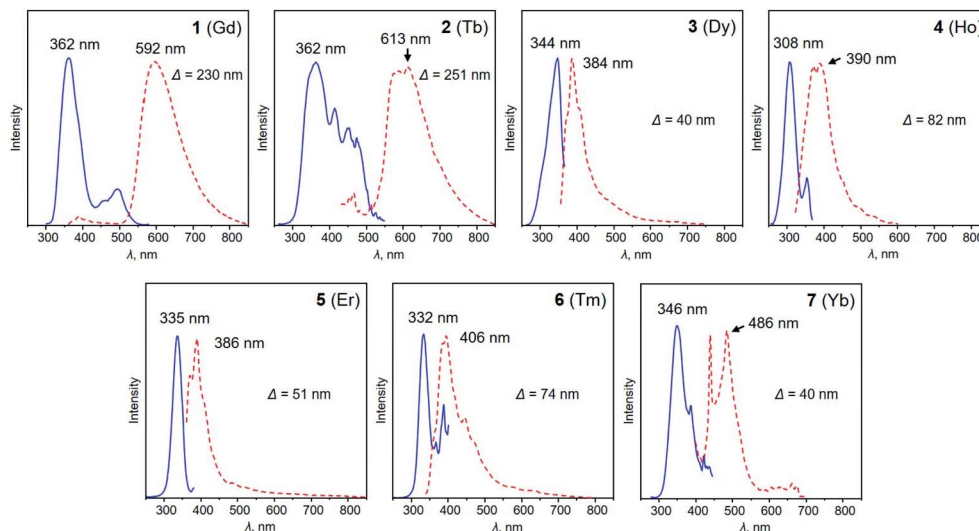 1 (Gd)
362 nm
592 nm
Δ = 230 nm
Intensity
300 400 500 600 700 800
λ, nm
2 (Tb)
362 nm
613 nm
Δ = 251 nm
Intensity
300 400 500 600 700 800
λ, nm
3 (Dy)
344 nm
384 nm
Δ = 40 nm
Intensity
300 400 500 600 700 800
λ, nm
4 (Ho)
308 nm
390 nm
Δ = 82 nm
Intensity
300 400 500 600 700 800
λ, nm
5 (Er)
335 nm
386 nm
Δ = 51 nm
Intensity
300 400 500 600 700 800
λ, nm
6 (Tm)
332 nm
406 nm
Δ = 74 nm
Intensity
300 400 500 600 700 800
λ, nm
7 (Yb)
346 nm
486 nm
Δ = 40 nm
Intensity
300 400 500 600 700 800
λ, nm